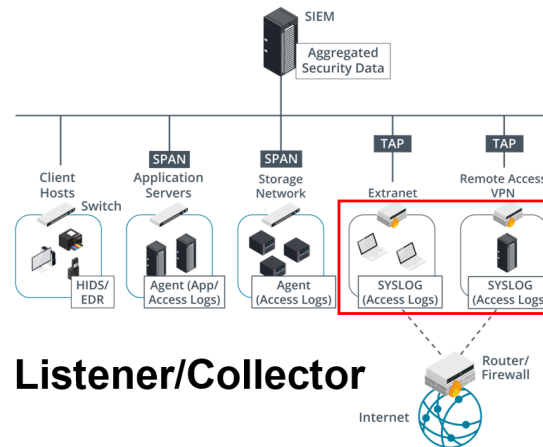 SIEM
Aggregated
Security Data
SPAN
SPAN
TAP
TAP
Client
Hosts
Application
Servers
Storage
Network
Extranet
Remote Access
VPN
Switch
HIDS/
EDR
Agent (App/
Access Logs)
Agent
(Access Logs)
SYSLOG
(Access Logs)
SYSLOG
(Access Logs)
Listener/Collector
Router/
Firewall
Internet